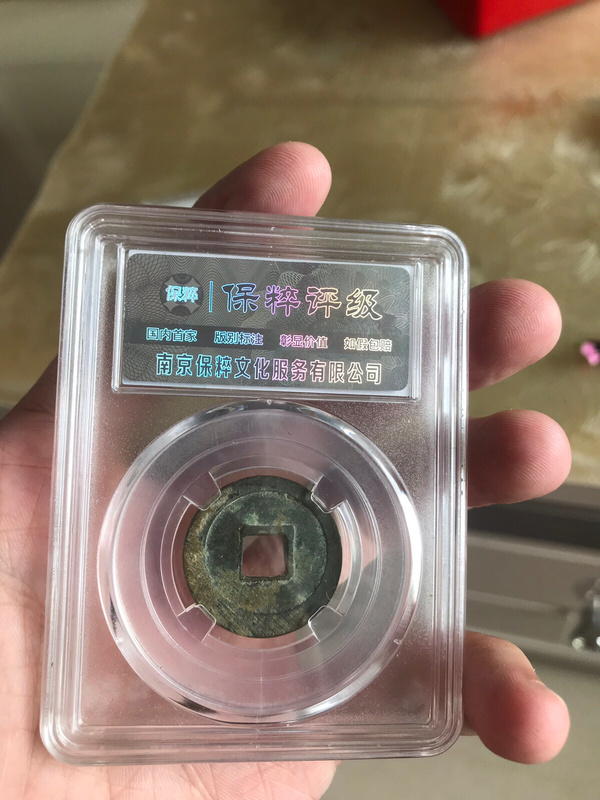 保粹 保粹评级
国内首家 版别标注 彰显价值 如假包赔
南京保粹文化服务有限公司